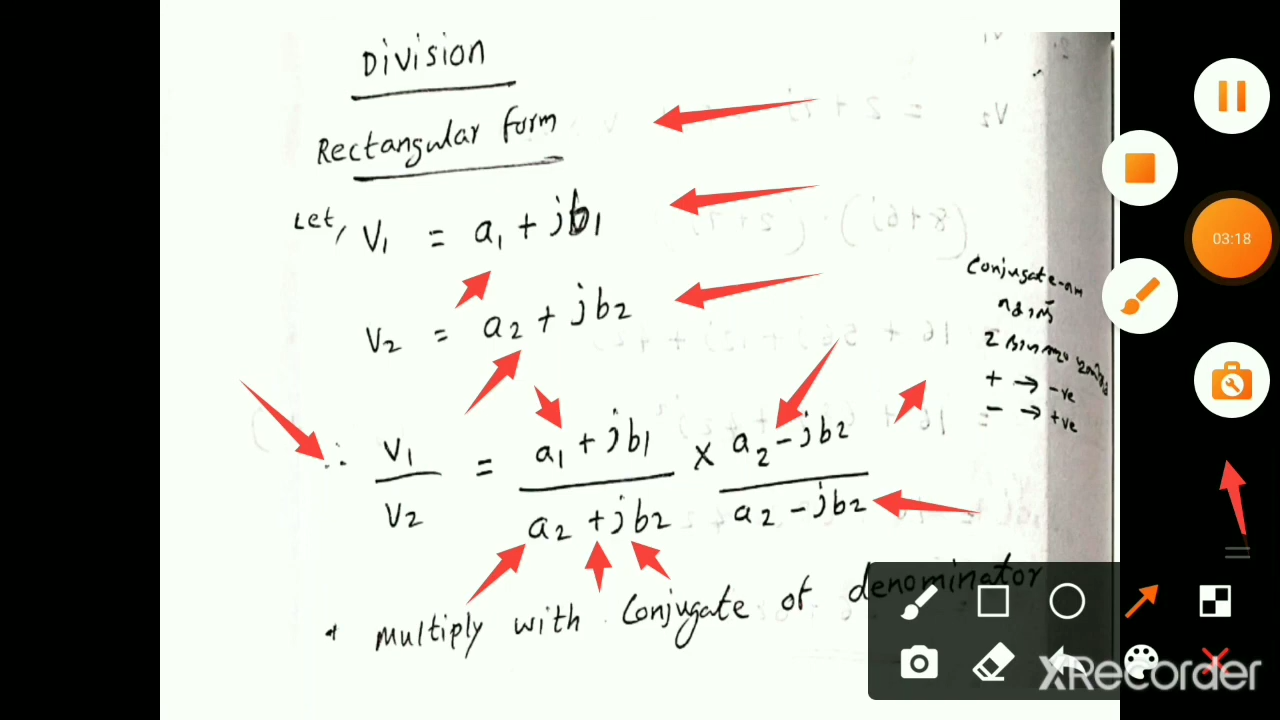 Division
Rectangular form
Let, V₁ = a₁ + jb₁
V₂ = a₂ + jb₂
∴ V₁/V₂ = (a₁ + jb₁)/(a₂ + jb₂) × (a₂ - jb₂)/(a₂ - jb₂)
* Multiply with Conjugate of denominator
Conjugate
+ → -ve
- → +ve
03:18
XRecorder